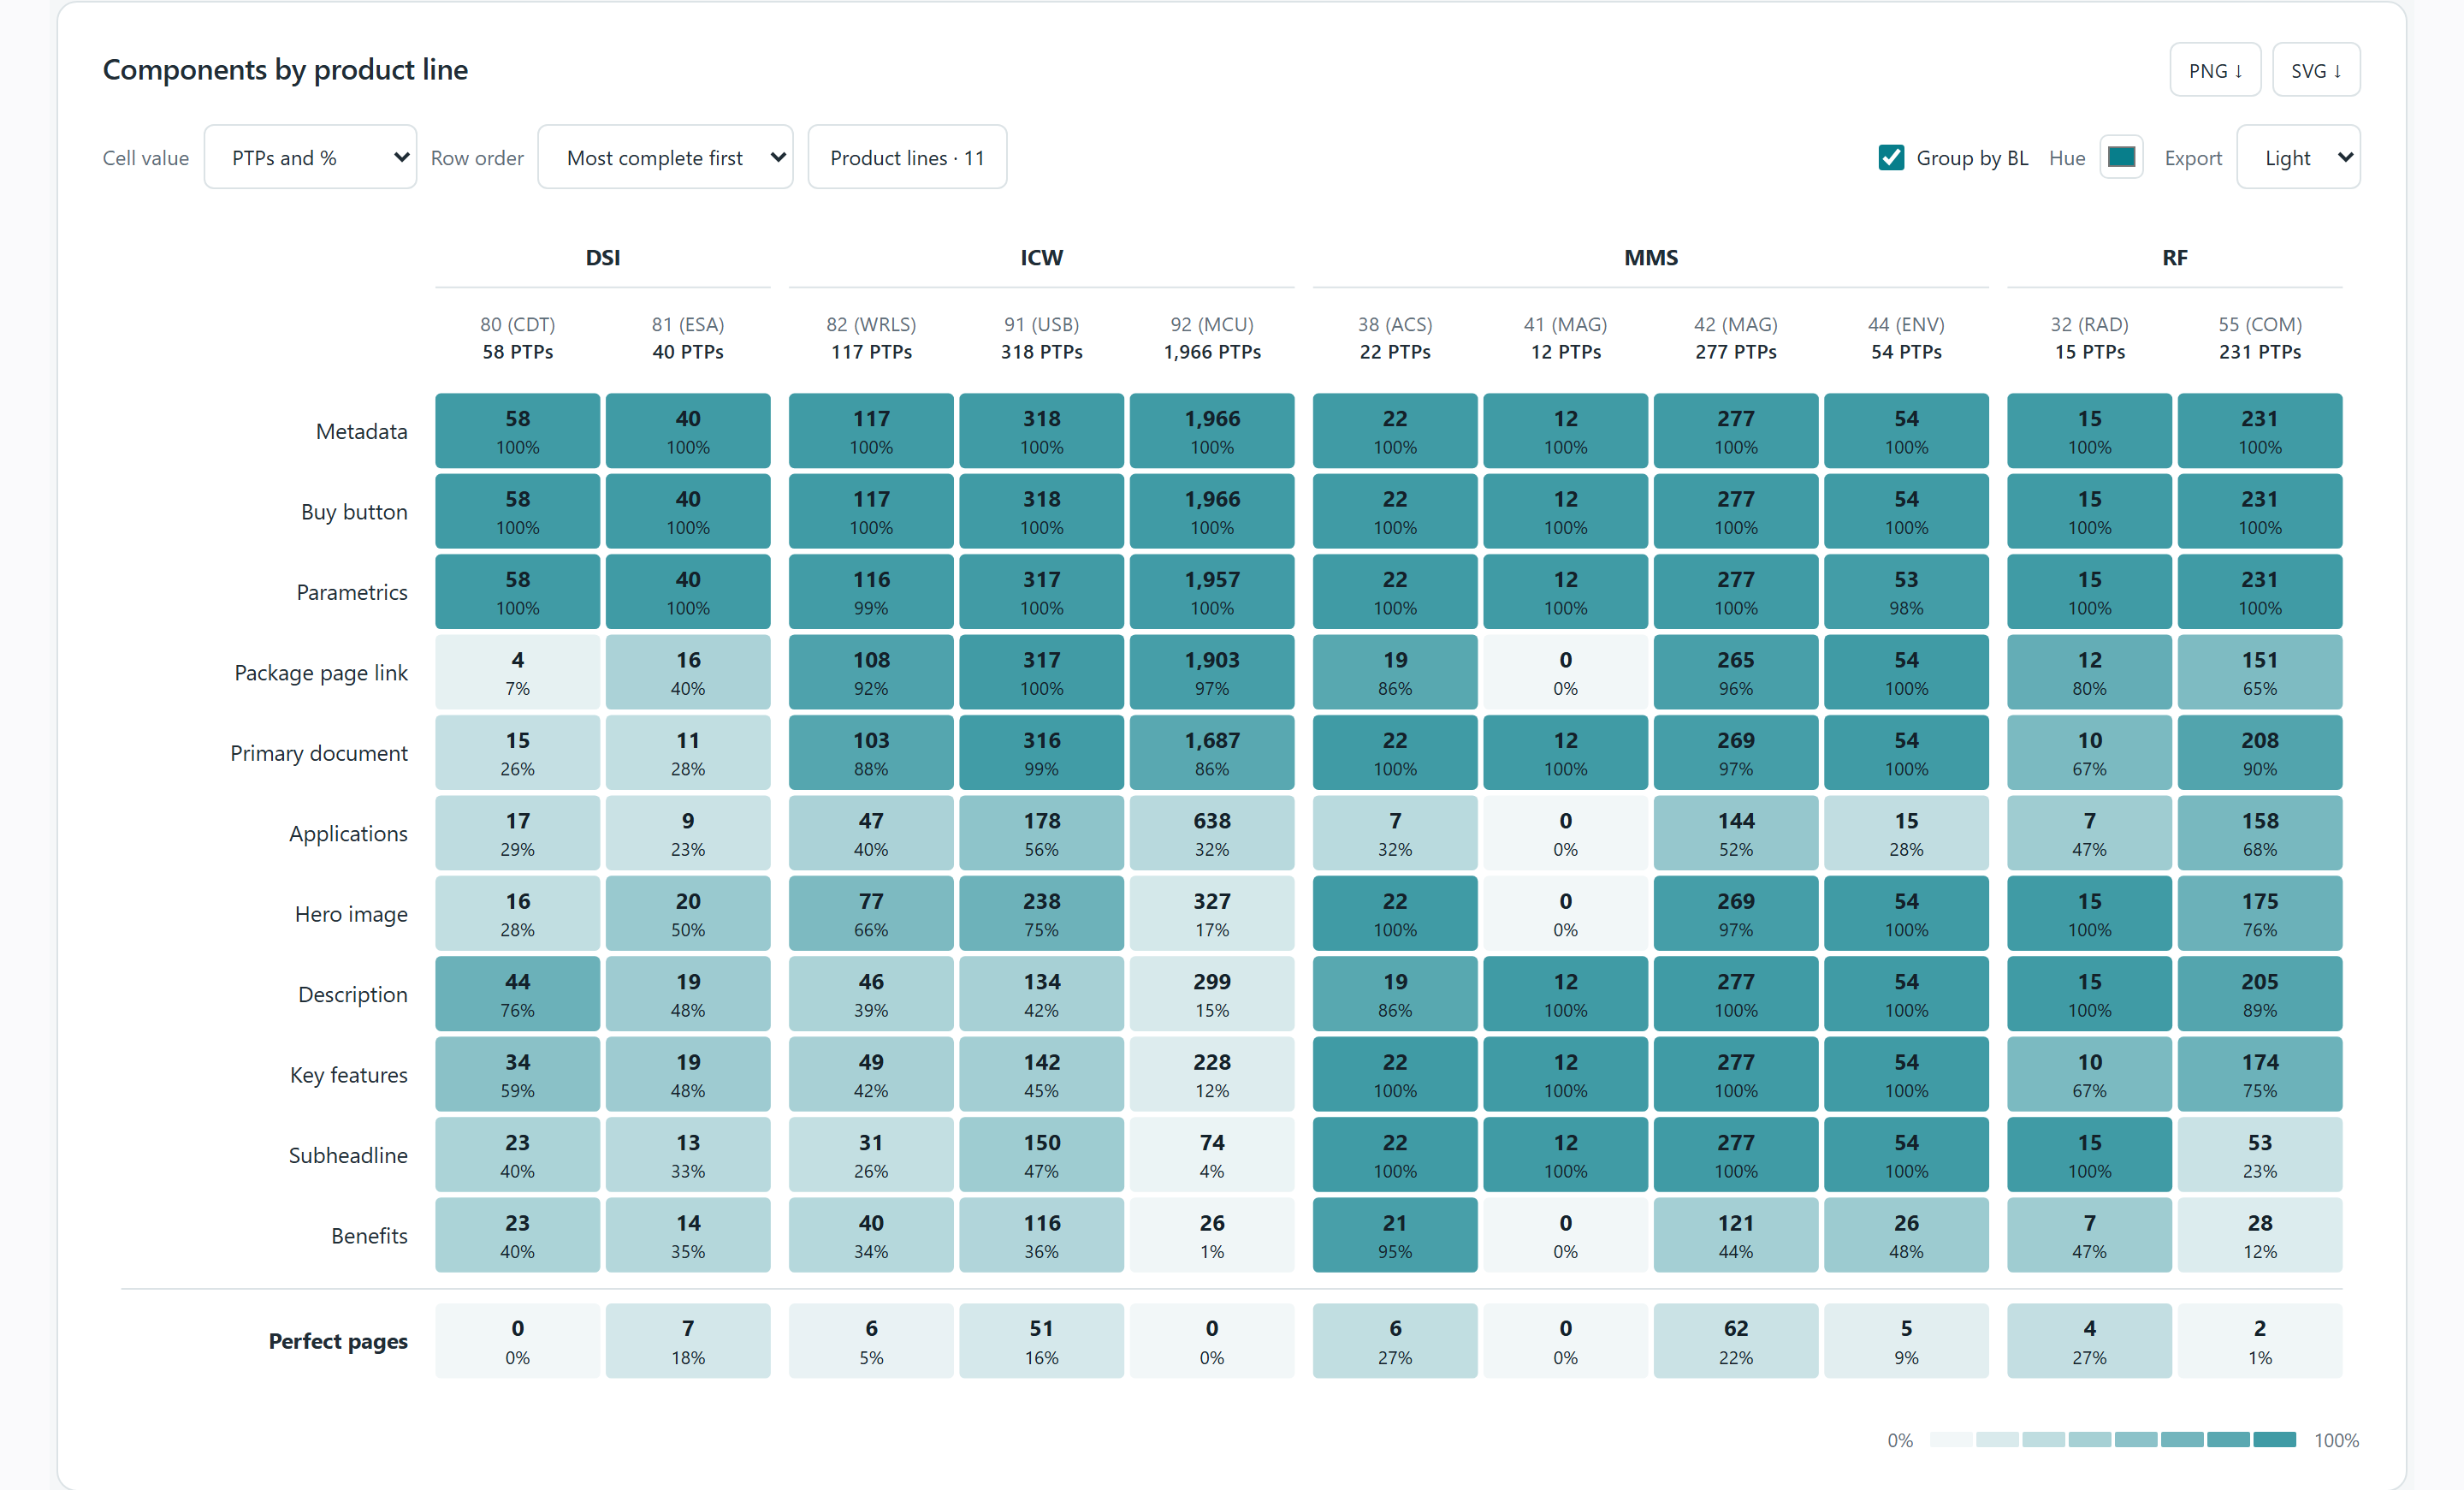 Components by product line
PNG ↓ SVG ↓
Cell value PTPs and % Row order Most complete first Product lines · 11 Group by BL Hue Export Light
DSI ICW MMS RF
80 (CDT) 81 (ESA) 82 (WRLS) 91 (USB) 92 (MCU) 38 (ACS) 41 (MAG) 42 (MAG) 44 (ENV) 32 (RAD) 55 (COM)
58 PTPs 40 PTPs 117 PTPs 318 PTPs 1,966 PTPs 22 PTPs 12 PTPs 277 PTPs 54 PTPs 15 PTPs 231 PTPs
Metadata
58 40 117 318 1,966 22 12 277 54 15 231
100% 100% 100% 100% 100% 100% 100% 100% 100% 100% 100%
Buy button
58 40 117 318 1,966 22 12 277 54 15 231
100% 100% 100% 100% 100% 100% 100% 100% 100% 100% 100%
Parametrics
58 40 116 317 1,957 22 12 277 53 15 231
100% 100% 99% 100% 100% 100% 100% 100% 98% 100% 100%
Package page link
4 16 108 317 1,903 19 0 265 54 12 151
7% 40% 92% 100% 97% 86% 0% 96% 100% 80% 65%
Primary document
15 11 103 316 1,687 22 12 269 54 10 208
26% 28% 88% 99% 86% 100% 100% 97% 100% 67% 90%
Applications
17 9 47 178 638 7 0 144 15 7 158
29% 23% 40% 56% 32% 32% 0% 52% 28% 47% 68%
Hero image
16 20 77 238 327 22 0 269 54 15 175
28% 50% 66% 75% 17% 100% 0% 97% 100% 100% 76%
Description
44 19 46 134 299 19 12 277 54 15 205
76% 48% 39% 42% 15% 86% 100% 100% 100% 100% 89%
Key features
34 19 49 142 228 22 12 277 54 10 174
59% 48% 42% 45% 12% 100% 100% 100% 100% 67% 75%
Subheadline
23 13 31 150 74 22 12 277 54 15 53
40% 33% 26% 47% 4% 100% 100% 100% 100% 100% 23%
Benefits
23 14 40 116 26 21 0 121 26 7 28
40% 35% 34% 36% 1% 95% 0% 44% 48% 47% 12%
Perfect pages
0 7 6 51 0 6 0 62 5 4 2
0% 18% 5% 16% 0% 27% 0% 22% 9% 27% 1%
0% 100%